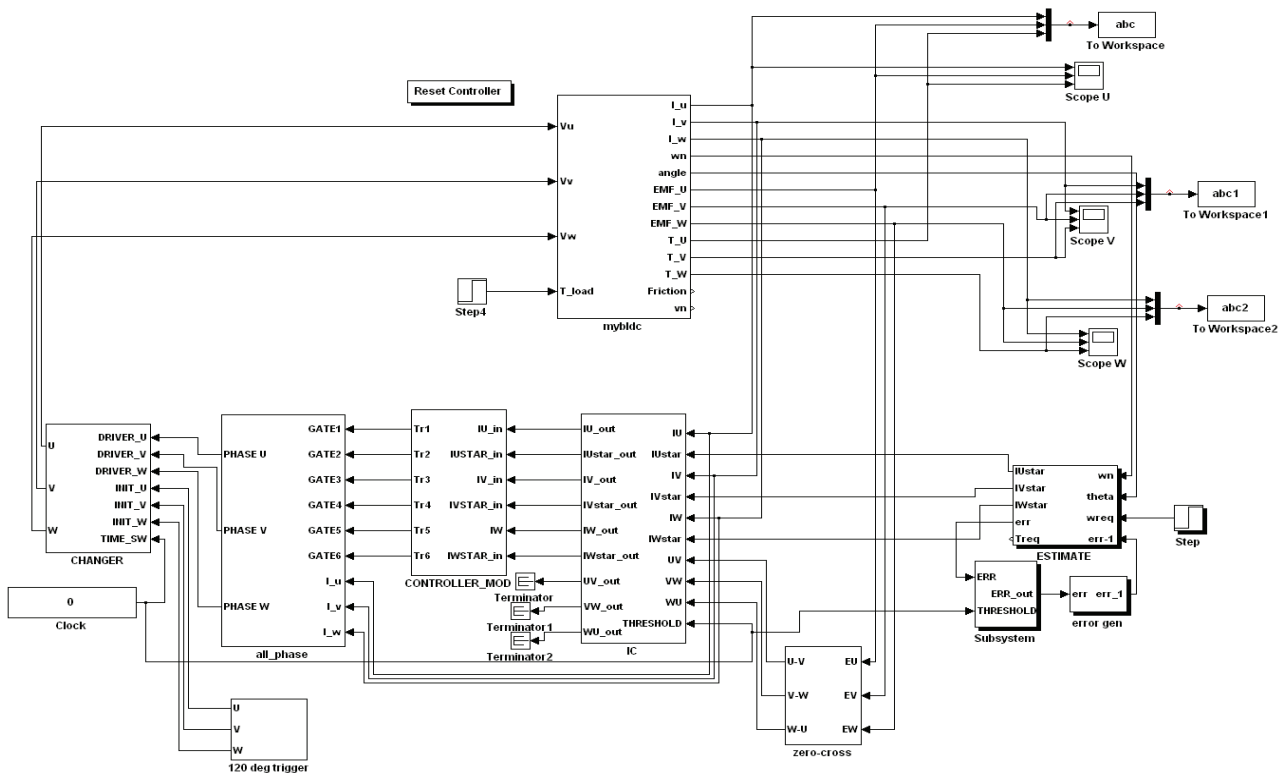 abc
To Workspace
Scope U
Reset Controller
I_u
I_v
I_w
wn
angle
EMF_U
EMF_V
EMF_W
T_U
T_V
T_W
Friction
vn
Vu
Vv
Vw
T_load
mybldc
Step4
abc1
To Workspace1
Scope V
abc2
To Workspace2
Scope W
U
V
W
DRIVER_U
DRIVER_V
DRIVER_W
INIT_U
INIT_V
INIT_W
TIME_SW
CHANGER
PHASE U
PHASE V
PHASE W
GATE1
GATE2
GATE3
GATE4
GATE5
GATE6
I_u
I_v
I_w
all_phase
Tr1
Tr2
Tr3
Tr4
Tr5
Tr6
IU_in
IUSTAR_in
IV_in
IVSTAR_in
IW_in
IWSTAR_in
CONTROLLER_MOD
Terminator
Terminator1
Terminator2
IU_out
IUstar_out
IV_out
IVstar_out
IW_out
IWstar_out
UV_out
VW_out
WU_out
IU
IUstar
IV
IVstar
IW
IWstar
UV
VW
WU
THRESHOLD
IC
IUstar
IVstar
IWstar
err
Treq
wn
theta
wreq
err-1
ESTIMATE
Step
ERR
ERR_out
THRESHOLD
Subsystem
err err_1
error gen
0
Clock
U
V
W
120 deg trigger
U-V
V-W
W-U
EU
EV
EW
zero-cross